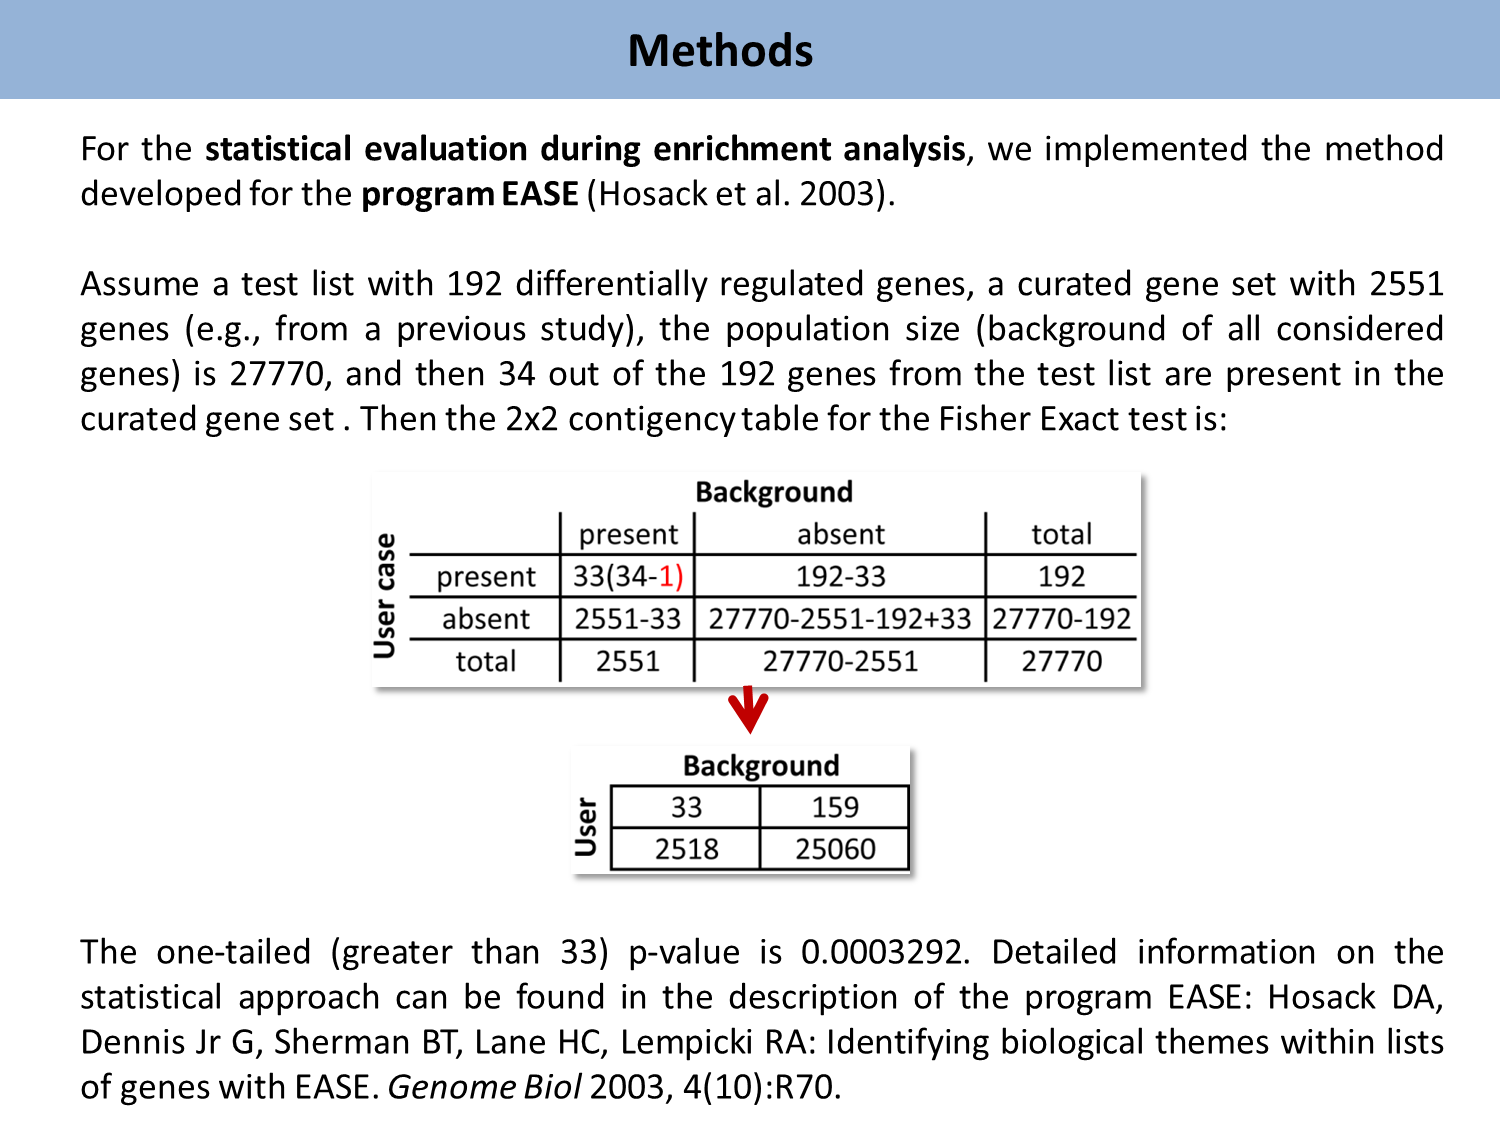 Methods
For the statistical evaluation during enrichment analysis, we implemented the method
developed for the program EASE (Hosack et al. 2003).
Assume a test list with 192 differentially regulated genes, a curated gene set with 2551
genes (e.g., from a previous study), the population size (background of all considered
genes) is 27770, and then 34 out of the 192 genes from the test list are present in the
curated gene set . Then the 2x2 contigency table for the Fisher Exact test is:
Background
User case
present absent total
present 33(34-1) 192-33 192
absent 2551-33 27770-2551-192+33 27770-192
total 2551 27770-2551 27770
Background
User
33 159
2518 25060
The one-tailed (greater than 33) p-value is 0.0003292. Detailed information on the
statistical approach can be found in the description of the program EASE: Hosack DA,
Dennis Jr G, Sherman BT, Lane HC, Lempicki RA: Identifying biological themes within lists
of genes with EASE. Genome Biol 2003, 4(10):R70.